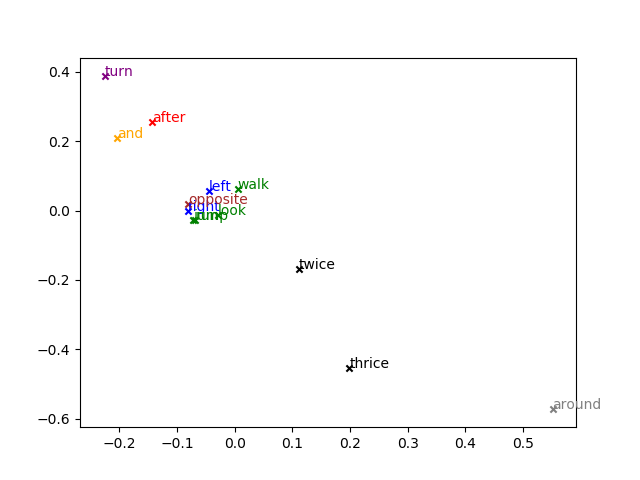 0.4
0.2
0.0
−0.2
−0.4
−0.6
−0.2
−0.1
0.0
0.1
0.2
0.3
0.4
0.5
turn
after
and
left
walk
opposite
right
look
jump
twice
thrice
around